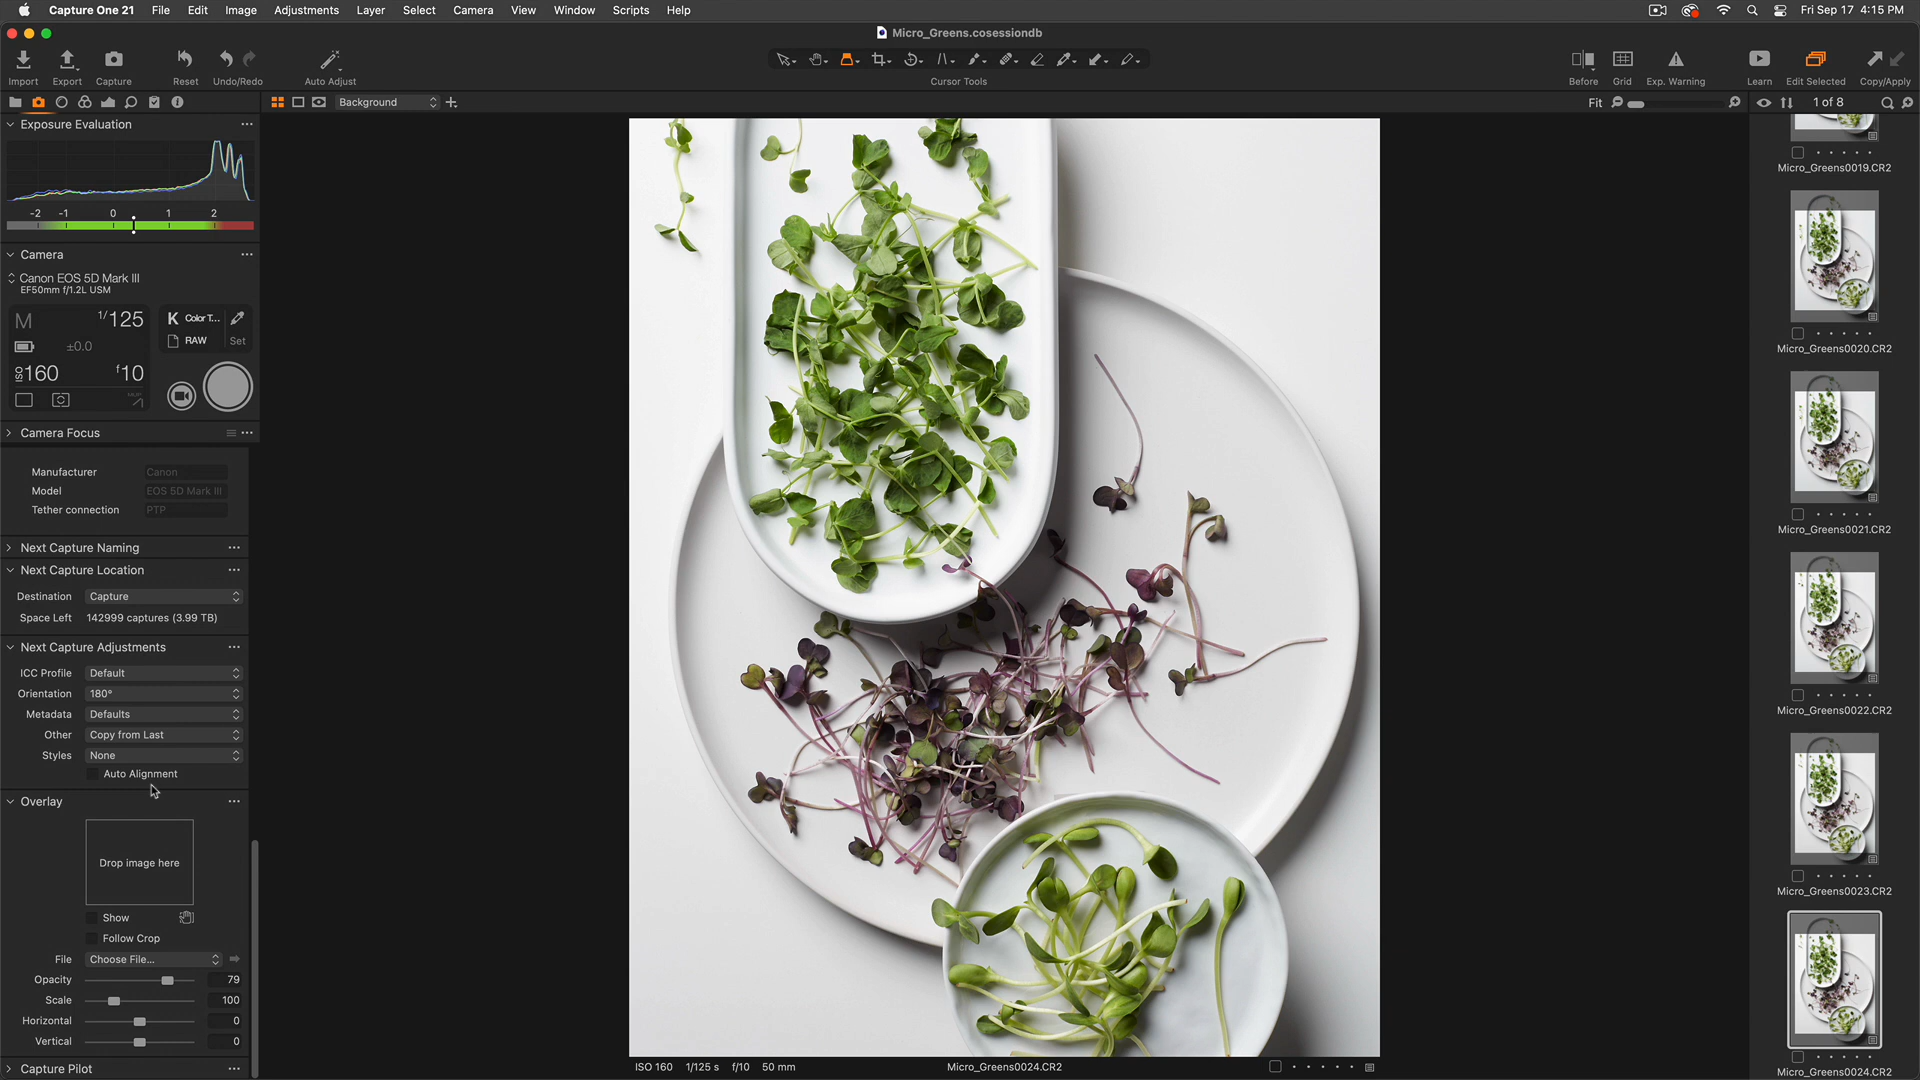 Capture One 21 File Edit Image Adjustments Layer Select Camera View Window Scripts Help Fri Sep 17 4:15 PM
Micro_Greens.cosessiondb
Import Export Capture Reset Undo/Redo Auto Adjust Cursor Tools Before Grid Exp. Warning Learn Edit Selected Copy/Apply
Background Fit 1 of 8
Exposure Evaluation
-2 -1 0 1 2
Camera
Canon EOS 5D Mark III
EF50mm f/1.2L USM
M 1/125 K Color T...
±0.0 RAW Set
ISO 160 f10
Camera Focus
Manufacturer Canon
Model EOS 5D Mark III
Tether connection PTP
Next Capture Naming
Next Capture Location
Destination Capture
Space Left 142999 captures (3.99 TB)
Next Capture Adjustments
ICC Profile Default
Orientation 180°
Metadata Defaults
Other Copy from Last
Styles None
Auto Alignment
Overlay
Drop image here
Show
Follow Crop
File Choose File...
Opacity 79
Scale 100
Horizontal 0
Vertical 0
Capture Pilot
ISO 160 1/125 s f/10 50 mm Micro_Greens0024.CR2
Micro_Greens0019.CR2
Micro_Greens0020.CR2
Micro_Greens0021.CR2
Micro_Greens0022.CR2
Micro_Greens0023.CR2
Micro_Greens0024.CR2